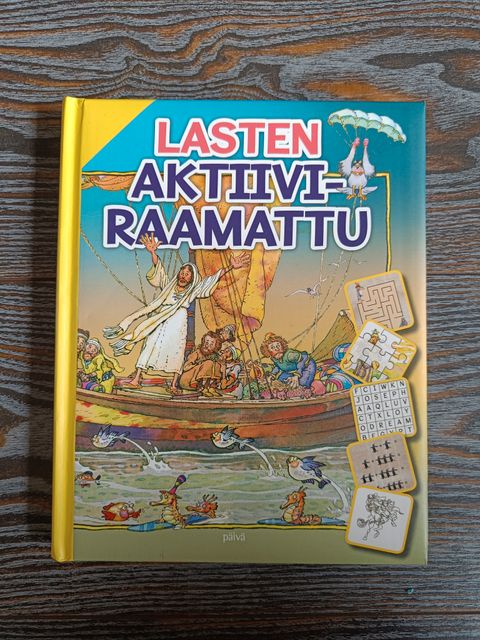 LASTEN
AKTIIVI-
RAAMATTU
C I W K N
J O S E P H
A A Q L U V
C T X L O Y
O D R E A M
päivä